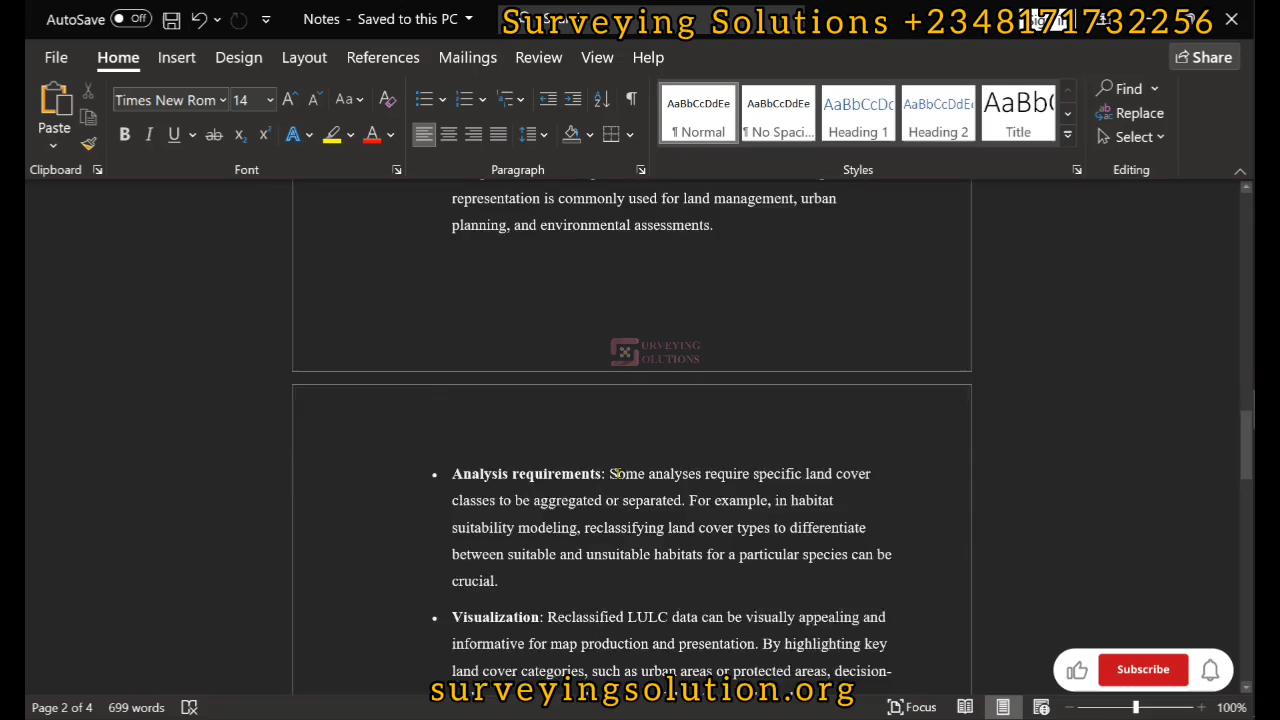 AutoSave Off
Notes - Saved to this PC
Surveying Solutions +2348171732256
File Home Insert Design Layout References Mailings Review View Help Share
Paste
Times New Rom 14
AaBbCcDdEe
¶ Normal
AaBbCcDdEe
¶ No Spaci...
AaBbCcDc
Heading 1
AaBbCcDdE
Heading 2
Title
Find
Replace
Select
Clipboard Font Paragraph Styles Editing
representation is commonly used for land management, urban
planning, and environmental assessments.
URVEYING
OLUTIONS
• Analysis requirements: Some analyses require specific land cover
classes to be aggregated or separated. For example, in habitat
suitability modeling, reclassifying land cover types to differentiate
between suitable and unsuitable habitats for a particular species can be
crucial.
• Visualization: Reclassified LULC data can be visually appealing and
informative for map production and presentation. By highlighting key
land cover categories, such as urban areas or protected areas, decision-
Subscribe
surveyingsolution.org
Page 2 of 4 699 words Focus 100%